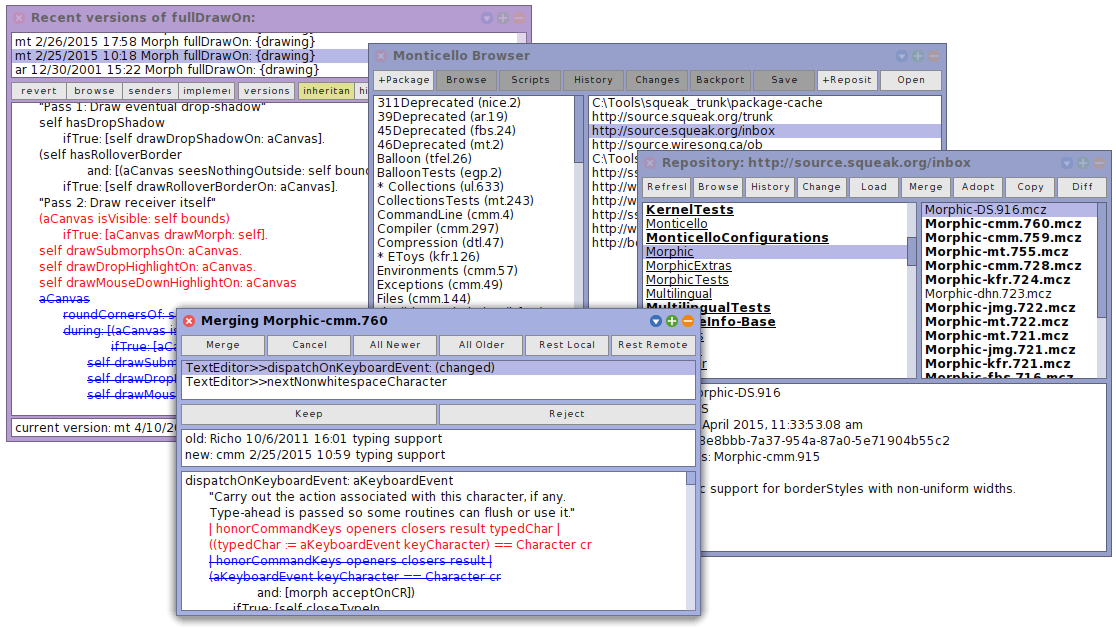 Recent versions of fullDrawOn:
mt 2/26/2015 17:58 Morph fullDrawOn: {drawing}
mt 2/25/2015 10:18 Morph fullDrawOn: {drawing}
ar 12/30/2001 15:22 Morph fullDrawOn: {drawing}
revert browse senders implemen versions inheritan hi
"Pass 1: Draw eventual drop-shadow"
self hasDropShadow
ifTrue: [self drawDropShadowOn: aCanvas].
(self hasRolloverBorder
and: [(aCanvas seesNothingOutside: self boun
ifTrue: [self drawRolloverBorderOn: aCanvas].
"Pass 2: Draw receiver itself"
(aCanvas isVisible: self bounds)
ifTrue: [aCanvas drawMorph: self].
self drawSubmorphsOn: aCanvas.
self drawDropHighlightOn: aCanvas.
self drawMouseDownHighlightOn: aCanvas
aCanvas
roundCornersOf: s
during: [(aCanvas is
ifTrue: [aCa
self drawSubm
self drawDropl
self drawMous
current version: mt 4/10/20
Monticello Browser
+Package Browse Scripts History Changes Backport Save +Reposit Open
311Deprecated (nice.2)
39Deprecated (ar.19)
45Deprecated (fbs.24)
46Deprecated (mt.2)
Balloon (tfel.26)
BalloonTests (egp.2)
* Collections (ul.633)
CollectionsTests (mt.243)
CommandLine (cmm.4)
Compiler (cmm.297)
Compression (dtl.47)
* EToys (kfr.126)
Environments (cmm.57)
Exceptions (cmm.49)
Files (cmm.144)
C:\Tools\squeak_trunk\package-cache
http://source.squeak.org/trunk
http://source.squeak.org/inbox
http://source.wiresong.ca/ob
C:\Tools
http://ss
http://w
http://w
http://ss
http://w
http://bo
Repository: http://source.squeak.org/inbox
Refresl Browse History Change Load Merge Adopt Copy Diff
KernelTests
Monticello
MonticelloConfigurations
Morphic
MorphicExtras
MorphicTests
Multilingual
MultilingualTests
eInfo-Base
Morphic-DS.916.mcz
Morphic-cmm.760.mcz
Morphic-cmm.759.mcz
Morphic-mt.755.mcz
Morphic-cmm.728.mcz
Morphic-kfr.724.mcz
Morphic-dhn.723.mcz
Morphic-jmg.722.mcz
Morphic-mt.722.mcz
Morphic-mt.721.mcz
Morphic-jmg.721.mcz
Morphic-kfr.721.mcz
Morphic-fbs.716.mcz
rphic-DS.916
S
April 2015, 11:33:53.08 am
8e8bbb-7a37-954a-87a0-5e71904b55c2
s: Morphic-cmm.915
c support for borderStyles with non-uniform widths.
Merging Morphic-cmm.760
Merge Cancel All Newer All Older Rest Local Rest Remote
TextEditor>>dispatchOnKeyboardEvent: (changed)
TextEditor>>nextNonwhitespaceCharacter
Keep Reject
old: Richo 10/6/2011 16:01 typing support
new: cmm 2/25/2015 10:59 typing support
dispatchOnKeyboardEvent: aKeyboardEvent
"Carry out the action associated with this character, if any.
Type-ahead is passed so some routines can flush or use it."
| honorCommandKeys openers closers result typedChar |
((typedChar := aKeyboardEvent keyCharacter) == Character cr
| honorCommandKeys openers closers result |
(aKeyboardEvent keyCharacter == Character cr
and: [morph acceptOnCR])
ifTrue: [self closeTypeIn